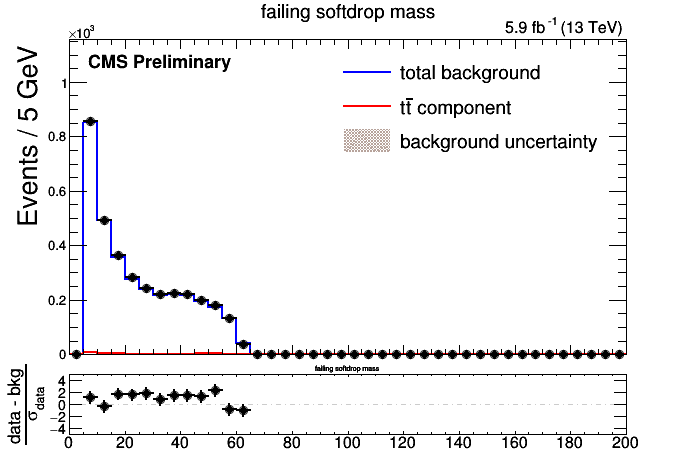 failing softdrop mass
×10³
5.9 fb⁻¹ (13 TeV)
CMS Preliminary
total background
tt̄ component
background uncertainty
Events / 5 GeV
1
0.8
0.6
0.4
0.2
0
failing softdrop mass
data - bkg
σ data
4
2
0
−2
−4
0 20 40 60 80 100 120 140 160 180 200